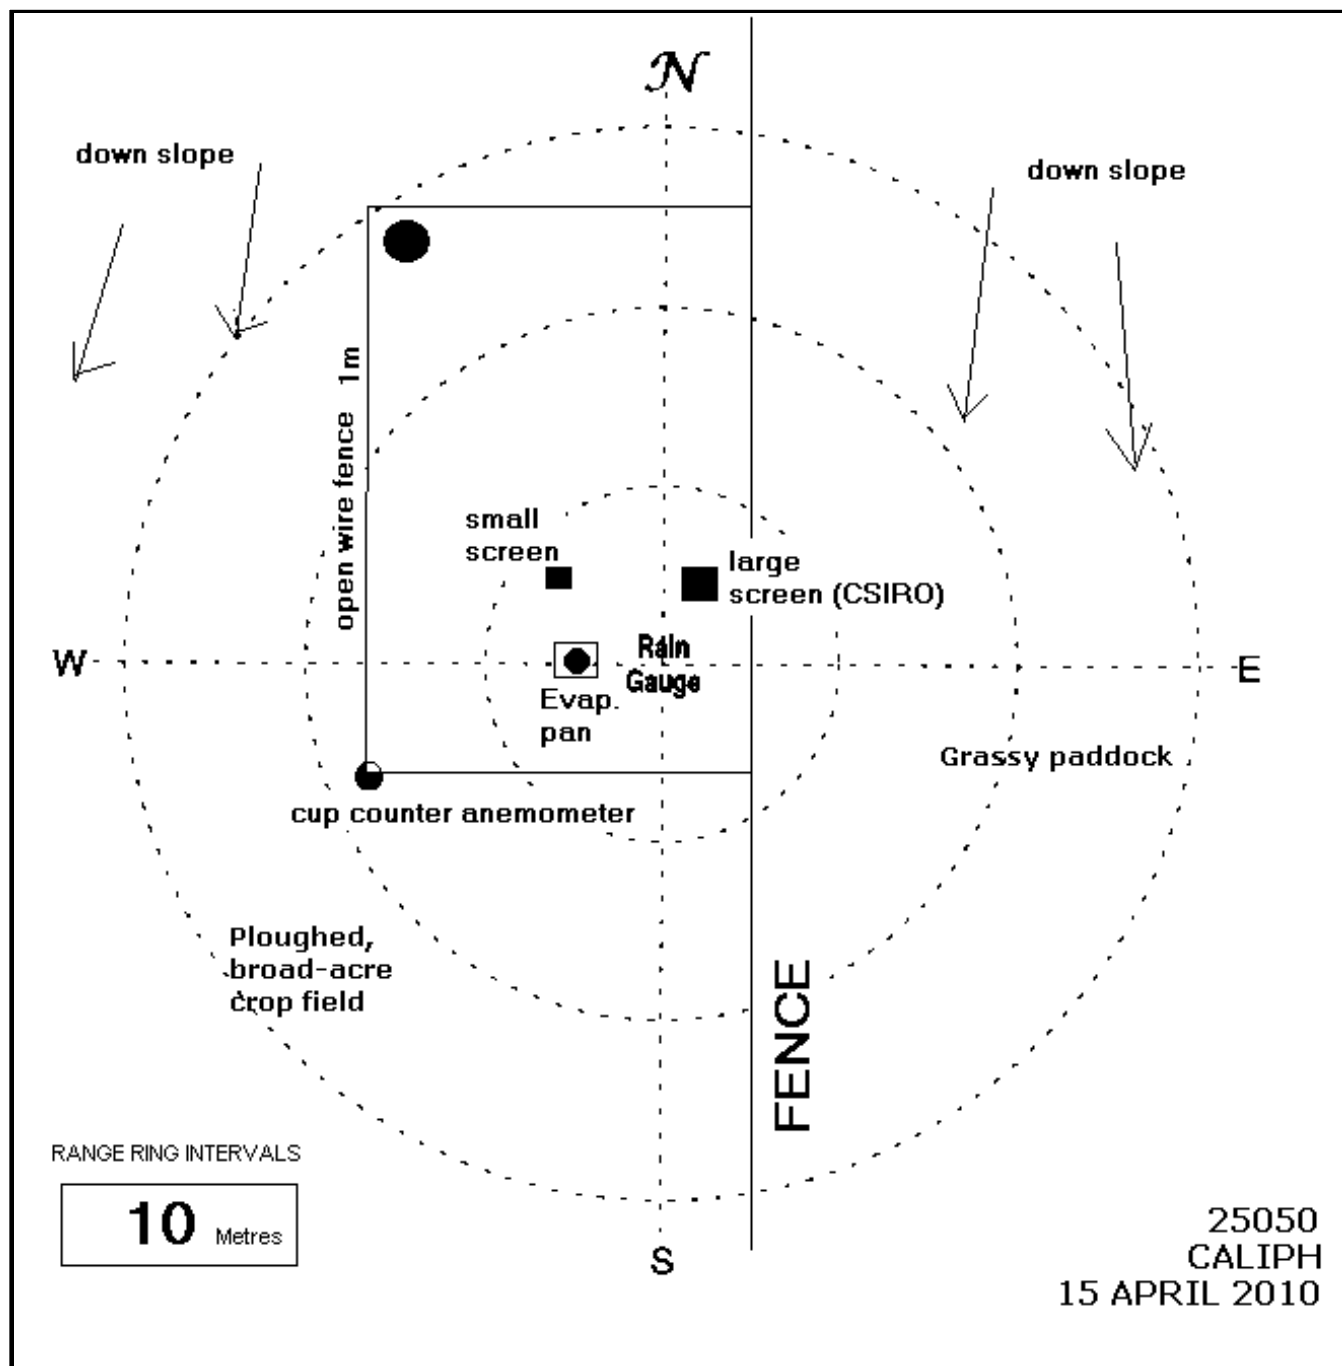 N
down slope
down slope
open wire fence 1m
small
screen
large
screen (CSIRO)
W
Rain
Gauge
E
Evap.
pan
Grassy paddock
cup counter anemometer
Ploughed,
broad-acre
crop field
FENCE
RANGE RING INTERVALS
10 Metres
S
25050
CALIPH
15 APRIL 2010